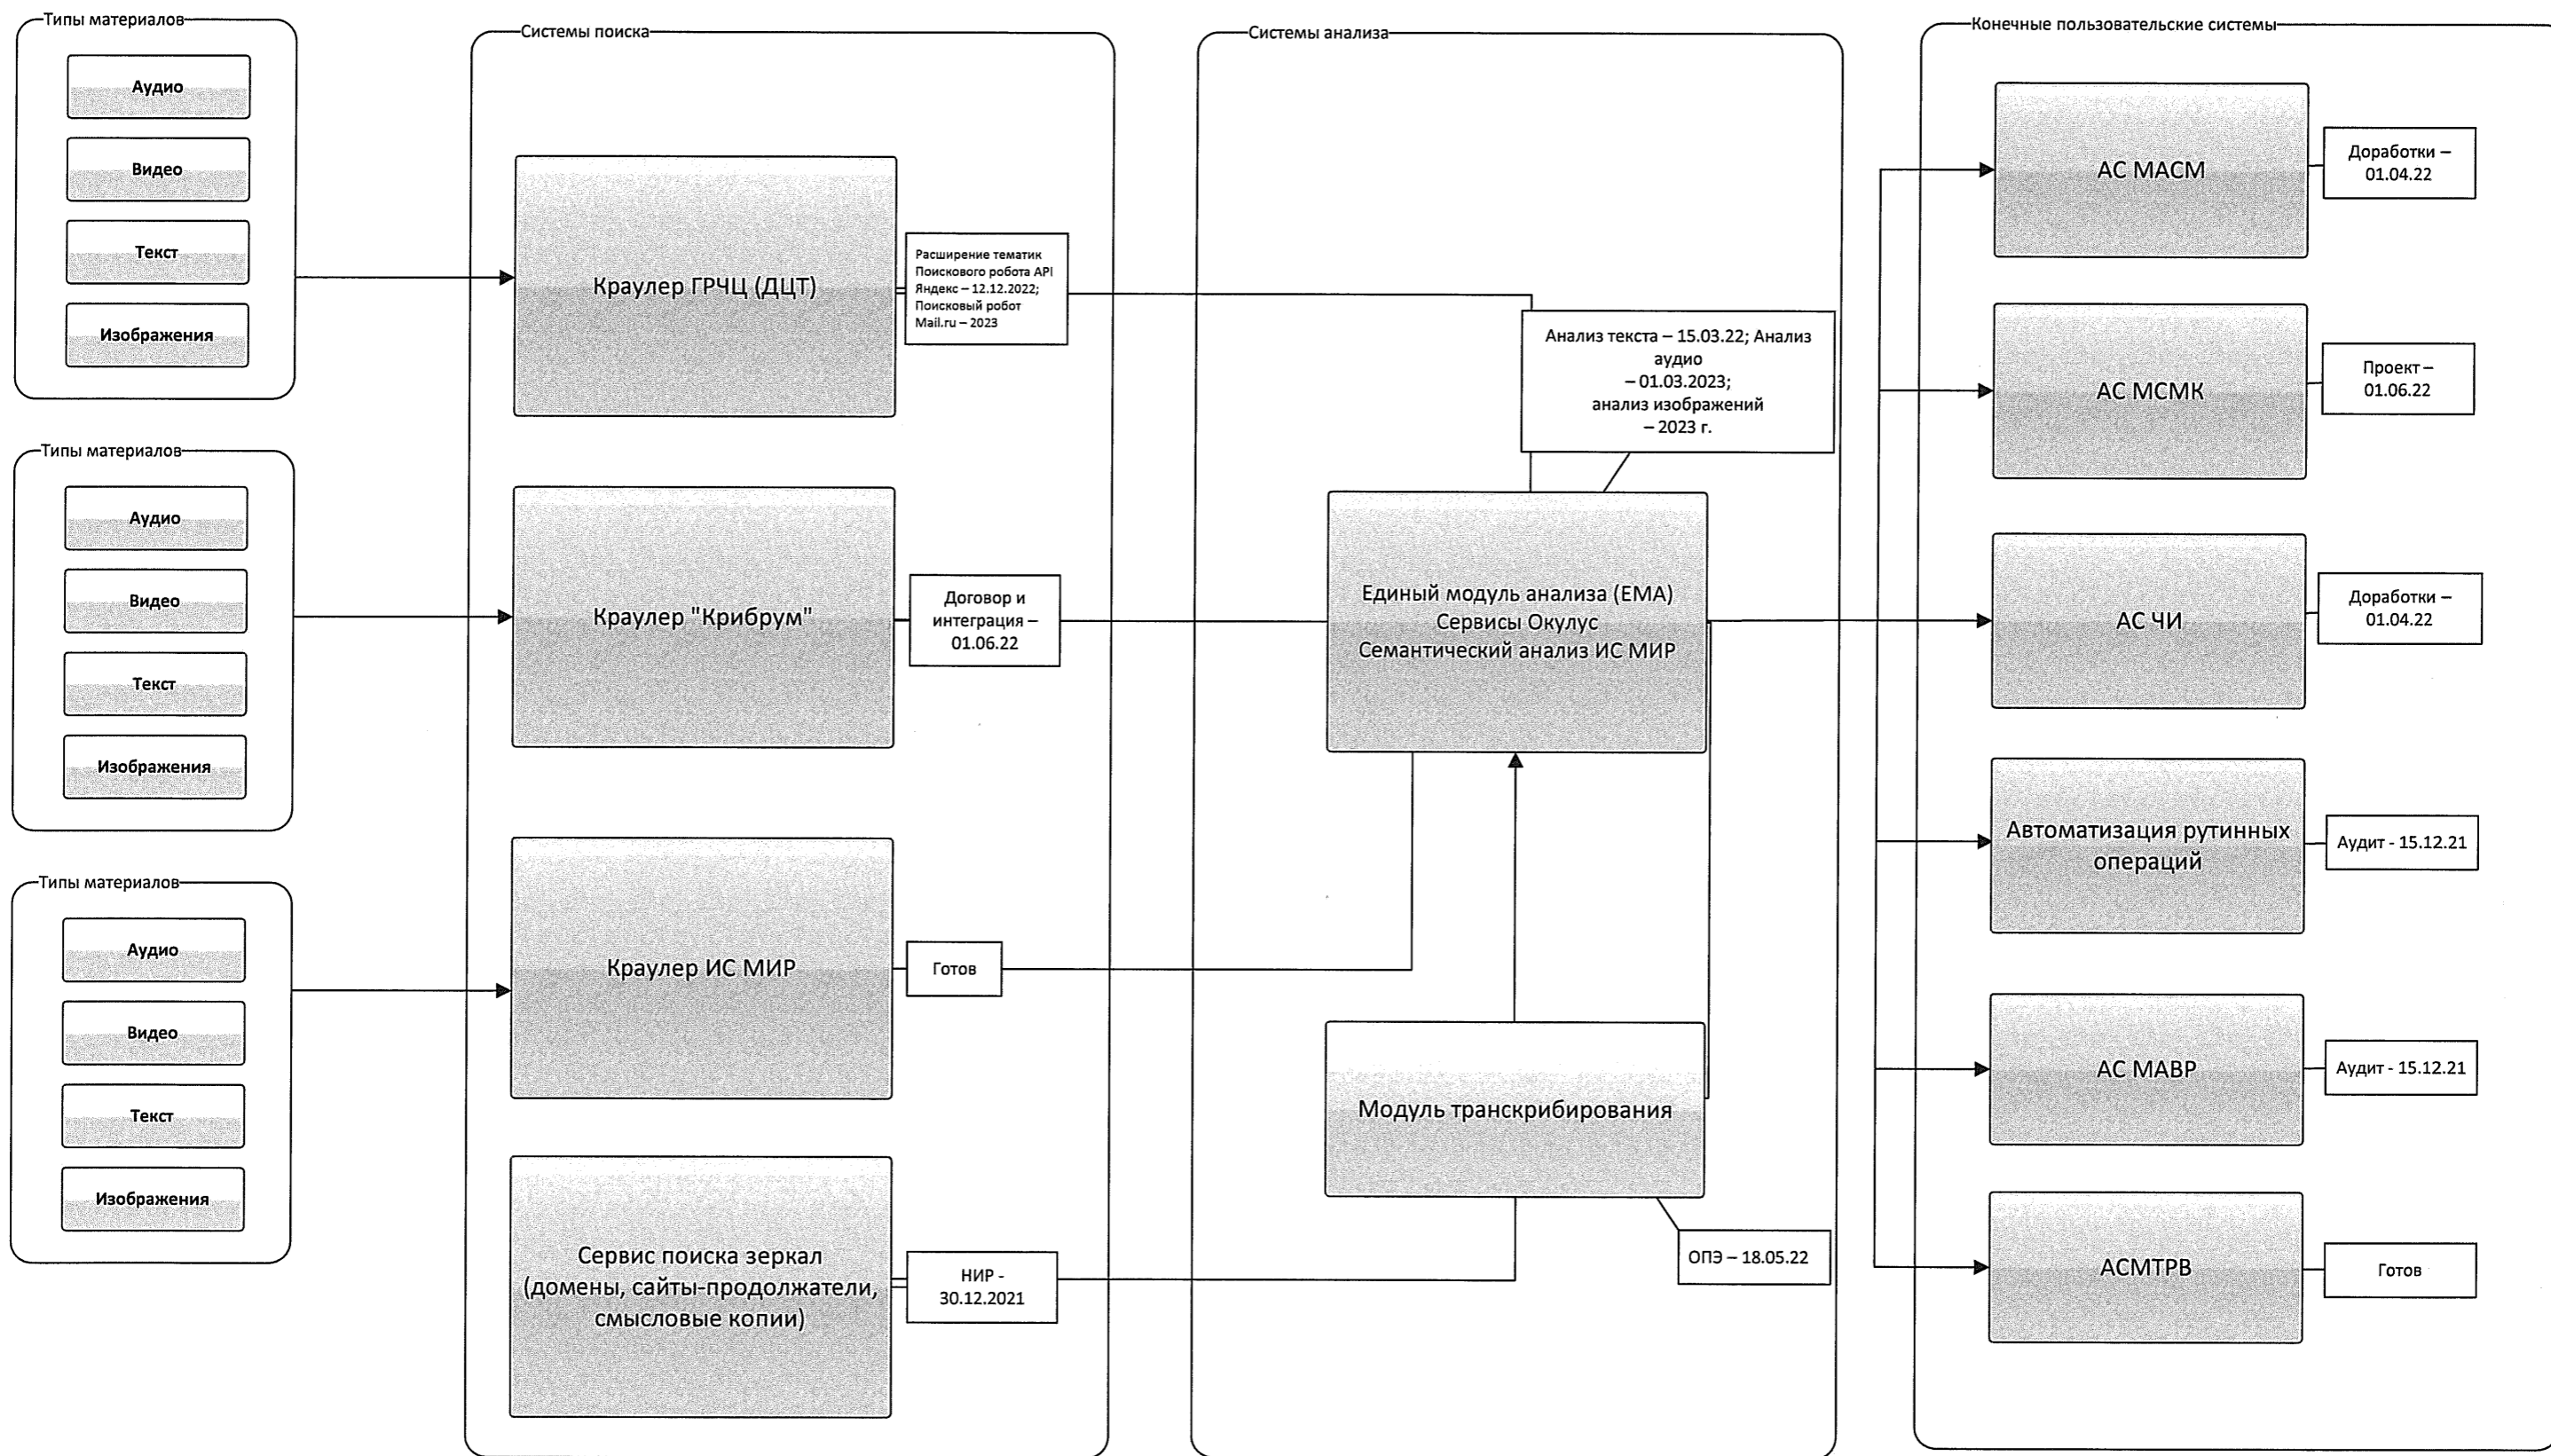 Типы материалов
Аудио
Видео
Текст
Изображения
Типы материалов
Аудио
Видео
Текст
Изображения
Типы материалов
Аудио
Видео
Текст
Изображения
Системы поиска
Краулер ГРЧЦ (ДЦТ)
Расширение тематик
Поискового робота API
Яндекс – 12.12.2022;
Поисковый робот
Mail.ru – 2023
Краулер "Крибрум"
Договор и
интеграция –
01.06.22
Краулер ИС МИР
Готов
Сервис поиска зеркал
(домены, сайты-продолжатели,
смысловые копии)
НИР -
30.12.2021
Системы анализа
Анализ текста – 15.03.22; Анализ
аудио
– 01.03.2023;
анализ изображений
– 2023 г.
Единый модуль анализа (ЕМА)
Сервисы Окулус
Семантический анализ ИС МИР
Модуль транскрибирования
ОПЭ – 18.05.22
Конечные пользовательские системы
АС МАСМ
Доработки –
01.04.22
АС МСМК
Проект –
01.06.22
АС ЧИ
Доработки –
01.04.22
Автоматизация рутинных
операций
Аудит - 15.12.21
АС МАВР
Аудит - 15.12.21
АСМТРВ
Готов